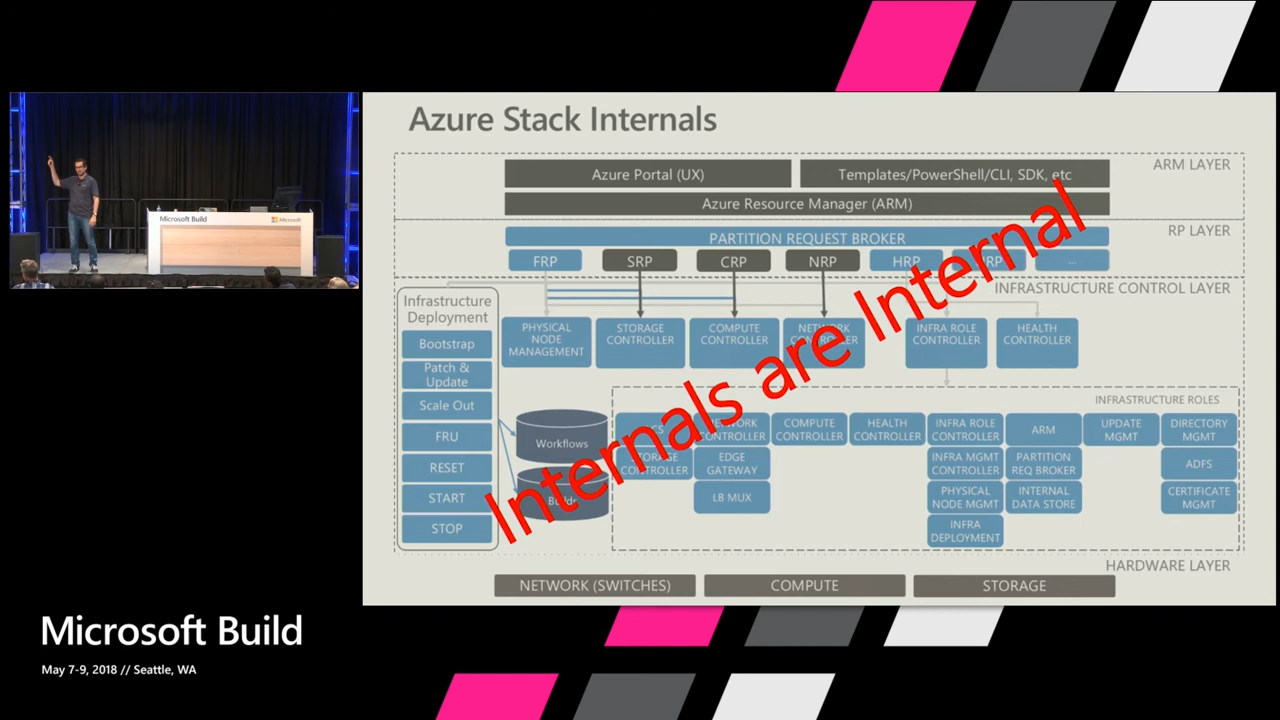 Microsoft Build
Microsoft
Azure Stack Internals
ARM LAYER
Azure Portal (UX)
Templates/PowerShell/CLI, SDK, etc
Azure Resource Manager (ARM)
RP LAYER
PARTITION REQUEST BROKER
FRP
SRP
CRP
NRP
HRP
INFRASTRUCTURE CONTROL LAYER
Infrastructure
Deployment
Bootstrap
Patch &
Update
Scale Out
FRU
RESET
START
STOP
PHYSICAL
NODE
MANAGEMENT
STORAGE
CONTROLLER
COMPUTE
CONTROLLER
NETWORK
CONTROLLER
INFRA ROLE
CONTROLLER
HEALTH
CONTROLLER
Workflows
Builds
Internals are Internal
INFRASTRUCTURE ROLES
STORAGE
CONTROLLER
NETWORK
CONTROLLER
EDGE
GATEWAY
LB MUX
COMPUTE
CONTROLLER
HEALTH
CONTROLLER
INFRA ROLE
CONTROLLER
INFRA MGMT
CONTROLLER
PHYSICAL
NODE MGMT
INFRA
DEPLOYMENT
ARM
PARTITION
REQ BROKER
INTERNAL
DATA STORE
UPDATE
MGMT
DIRECTORY
MGMT
ADFS
CERTIFICATE
MGMT
HARDWARE LAYER
NETWORK (SWITCHES)
COMPUTE
STORAGE
Microsoft Build
May 7-9, 2018 // Seattle, WA